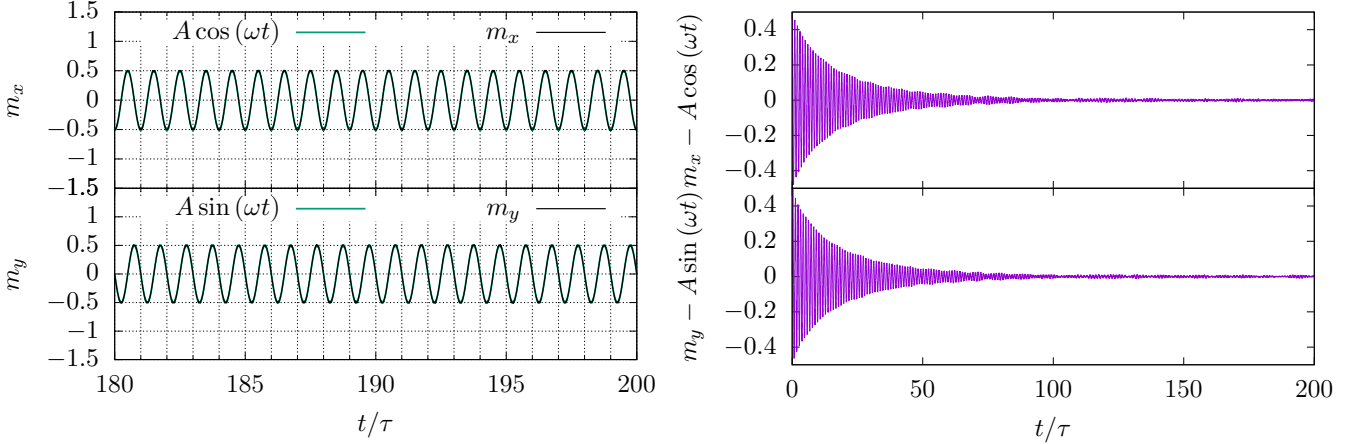 1.5
1
0.5
0
−0.5
−1
−1.5
m_x
A cos (ωt)
m_x
1
0.5
0
−0.5
−1
−1.5
m_y
A sin (ωt)
m_y
180 185 190 195 200
t/τ
0.4
0.2
0
−0.2
−0.4
m_x − A cos (ωt
0.4
0.2
0
−0.2
−0.4
m_y − A sin (ωt)
0 50 100 150 200
t/τ